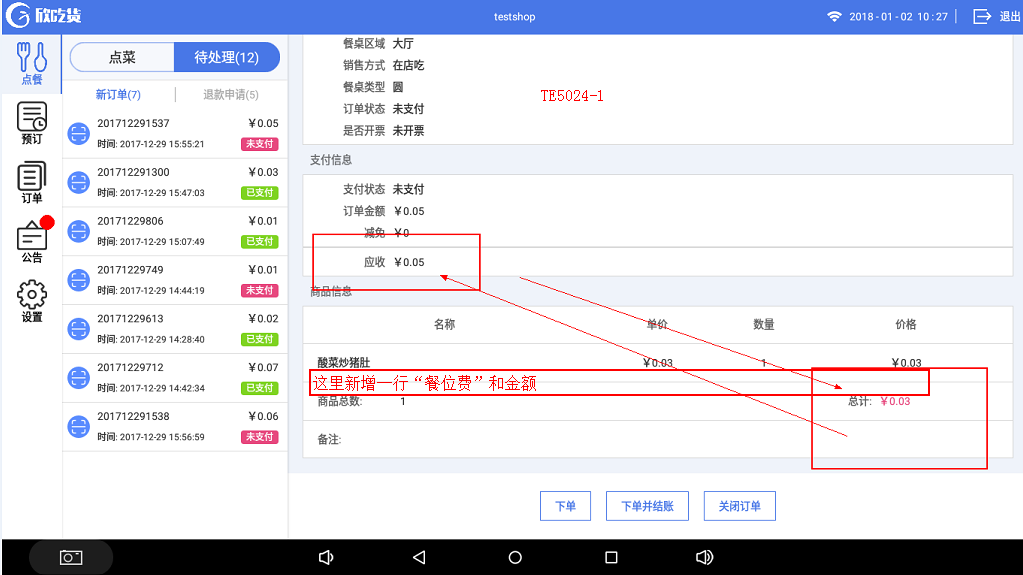 欣吃货
testshop
2018-01-02 10:27
退出
点餐
预订
订单
公告
设置
点菜
待处理(12)
新订单(7)
退款申请(5)
201712291537 ￥0.05
时间: 2017-12-29 15:55:21 未支付
201712291300 ￥0.03
时间: 2017-12-29 15:47:03 已支付
20171229806 ￥0.01
时间: 2017-12-29 15:07:49 已支付
20171229749 ￥0.01
时间: 2017-12-29 14:44:19 未支付
20171229613 ￥0.02
时间: 2017-12-29 14:28:40 已支付
20171229712 ￥0.07
时间: 2017-12-29 14:42:34 已支付
201712291538 ￥0.06
时间: 2017-12-29 15:56:59 未支付
餐桌区域 大厅
销售方式 在店吃
餐桌类型 圆
订单状态 未支付
是否开票 未开票
TE5024-1
支付信息
支付状态 未支付
订单金额 ￥0.05
减免 ￥0
应收 ￥0.05
商品信息
名称 单价 数量 价格
酸菜炒猪肚 ￥0.03 1 ￥0.03
这里新增一行“餐位费”和金额
商品总数: 1 总计: ￥0.03
备注:
下单 下单并结账 关闭订单